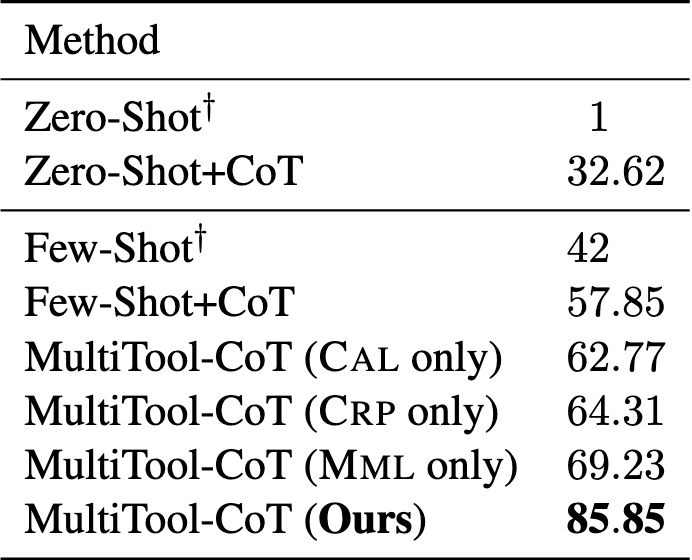 Method
Zero-Shot† 1
Zero-Shot+CoT 32.62
Few-Shot† 42
Few-Shot+CoT 57.85
MultiTool-CoT (CAL only) 62.77
MultiTool-CoT (CRP only) 64.31
MultiTool-CoT (MML only) 69.23
MultiTool-CoT (Ours) 85.85